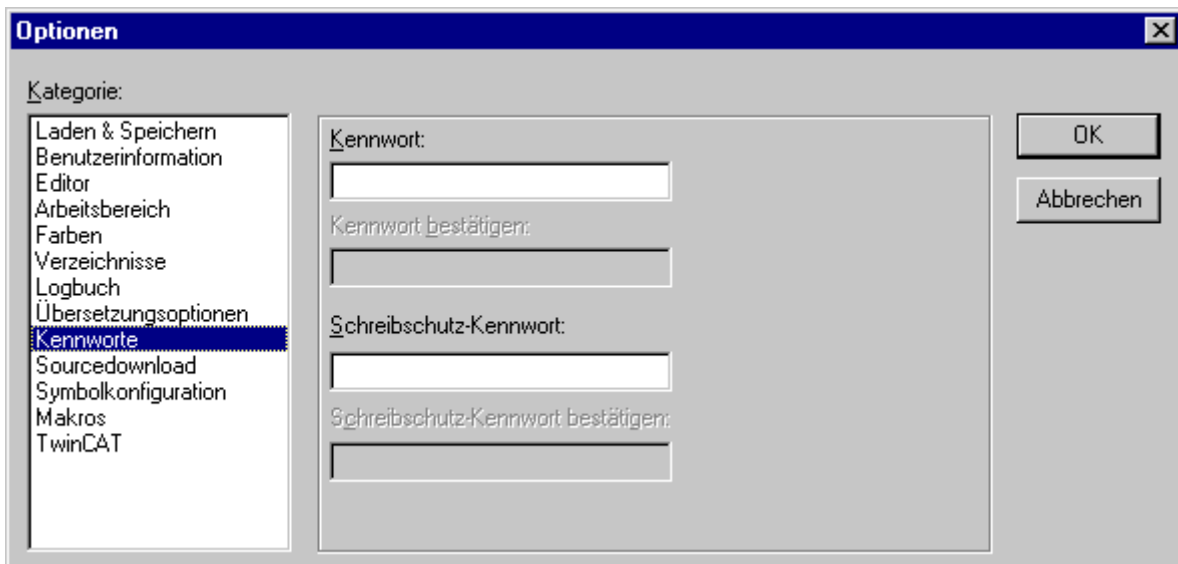 Optionen
Kategorie:
Laden & Speichern
Benutzerinformation
Editor
Arbeitsbereich
Farben
Verzeichnisse
Logbuch
Übersetzungsoptionen
Kennworte
Sourcedownload
Symbolkonfiguration
Makros
TwinCAT
Kennwort:
Kennwort bestätigen:
Schreibschutz-Kennwort:
Schreibschutz-Kennwort bestätigen:
OK
Abbrechen